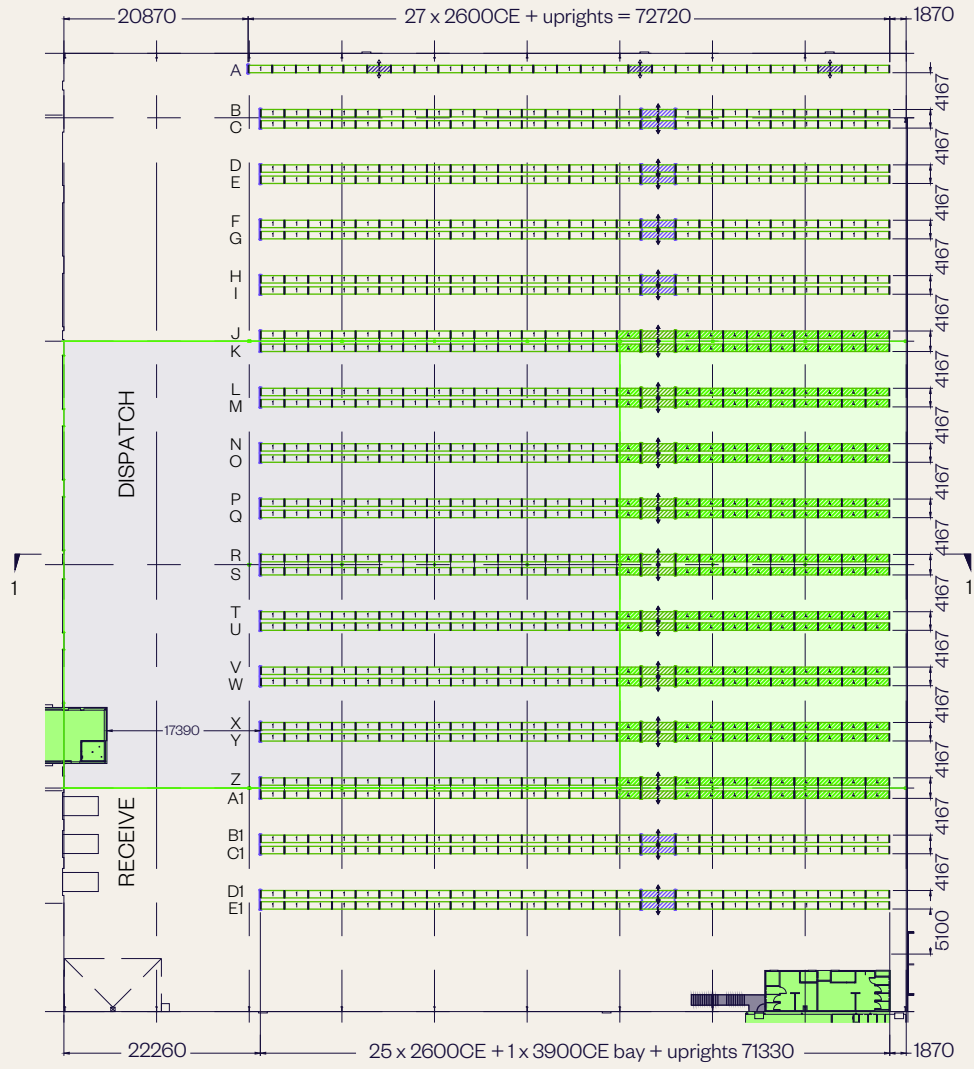 20870
27 x 2600CE + uprights = 72720
1870
A
4167
B
C
4167
D
E
4167
F
G
4167
H
I
4167
J
K
4167
L
M
4167
N
O
4167
P
Q
4167
R
S
4167
T
U
4167
V
W
4167
X
Y
4167
Z
A1
4167
B1
C1
4167
D1
E1
4167
5100
DISPATCH
1
1
17390
RECEIVE
22260
25 x 2600CE + 1 x 3900CE bay + uprights 71330
1870